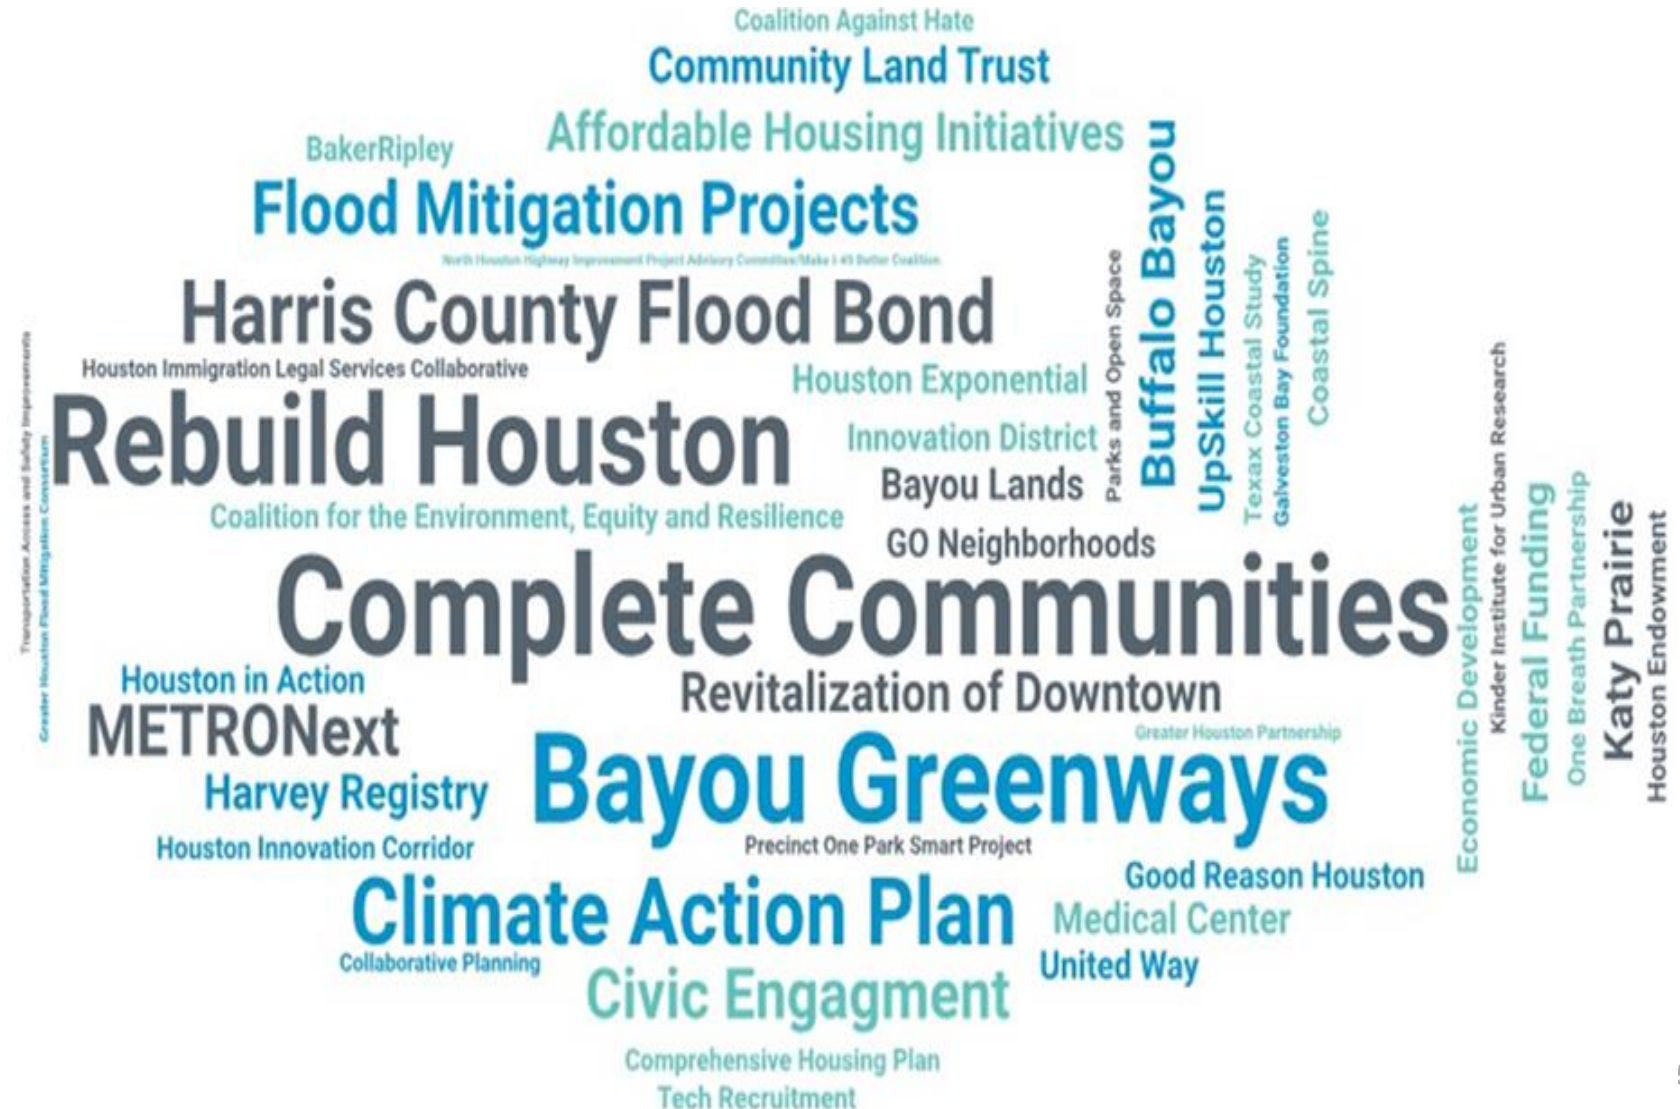 Coalition Against Hate
Community Land Trust
Affordable Housing Initiatives
BakerRipley
Flood Mitigation Projects
North Houston Highway Improvement Project Advisory Committee/Make I-45 Better Coalition
Harris County Flood Bond
Houston Immigration Legal Services Collaborative
Houston Exponential
Rebuild Houston
Innovation District
Bayou Lands
Coalition for the Environment, Equity and Resilience
GO Neighborhoods
Complete Communities
Houston in Action
Revitalization of Downtown
METRONext
Greater Houston Partnership
Bayou Greenways
Harvey Registry
Houston Innovation Corridor
Precinct One Park Smart Project
Good Reason Houston
Climate Action Plan
Medical Center
Collaborative Planning
United Way
Civic Engagment
Comprehensive Housing Plan
Tech Recruitment
Transportation Access and Safety Improvements
Greater Houston Flood Mitigation Consortium
Parks and Open Space
Buffalo Bayou
UpSkill Houston
Texax Coastal Study
Galveston Bay Foundation
Coastal Spine
Economic Development
Kinder Institute for Urban Research
Federal Funding
One Breath Partnership
Katy Prairie
Houston Endowment